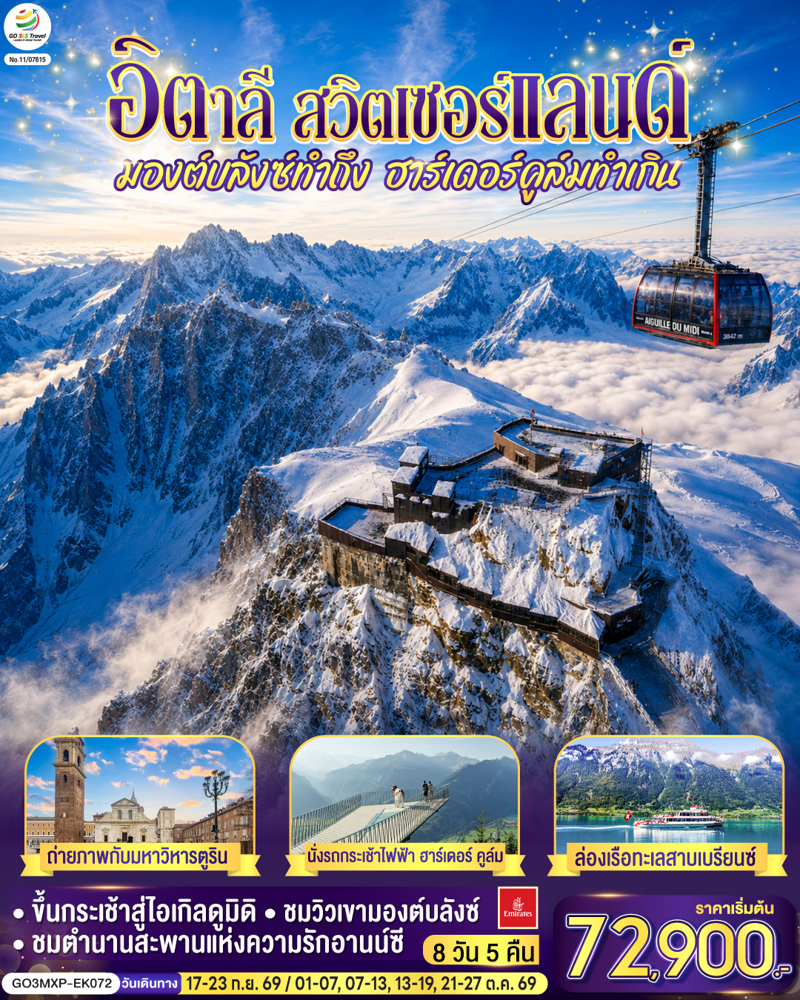 GO 365 Travel
Leaders in Global Tourism
No.11/07615
อิตาลี สวิตเซอร์แลนด์
มองต์บลังซ์ทำถึง ฮาร์เดอร์คูล์มทำเกิน
AIGUILLE DU MIDI
3842 m
ถ่ายภาพกับมหาวิหารตูริน
นั่งรถกระเช้าไฟฟ้า ฮาร์เดอร์ คูล์ม
ล่องเรือทะเลสาบเบรียนซ์
• ขึ้นกระเช้าสู่ไอเกิลดูมิดิ • ชมวิวเขามองต์บลังซ์
Emirates
• ชมตำนานสะพานแห่งความรักอานน์ซี
8 วัน 5 คืน
ราคาเริ่มต้น
72,900.-
GO3MXP-EK072 วันเดินทาง 17-23 ก.ย. 69 / 01-07, 07-13, 13-19, 21-27 ต.ค. 69